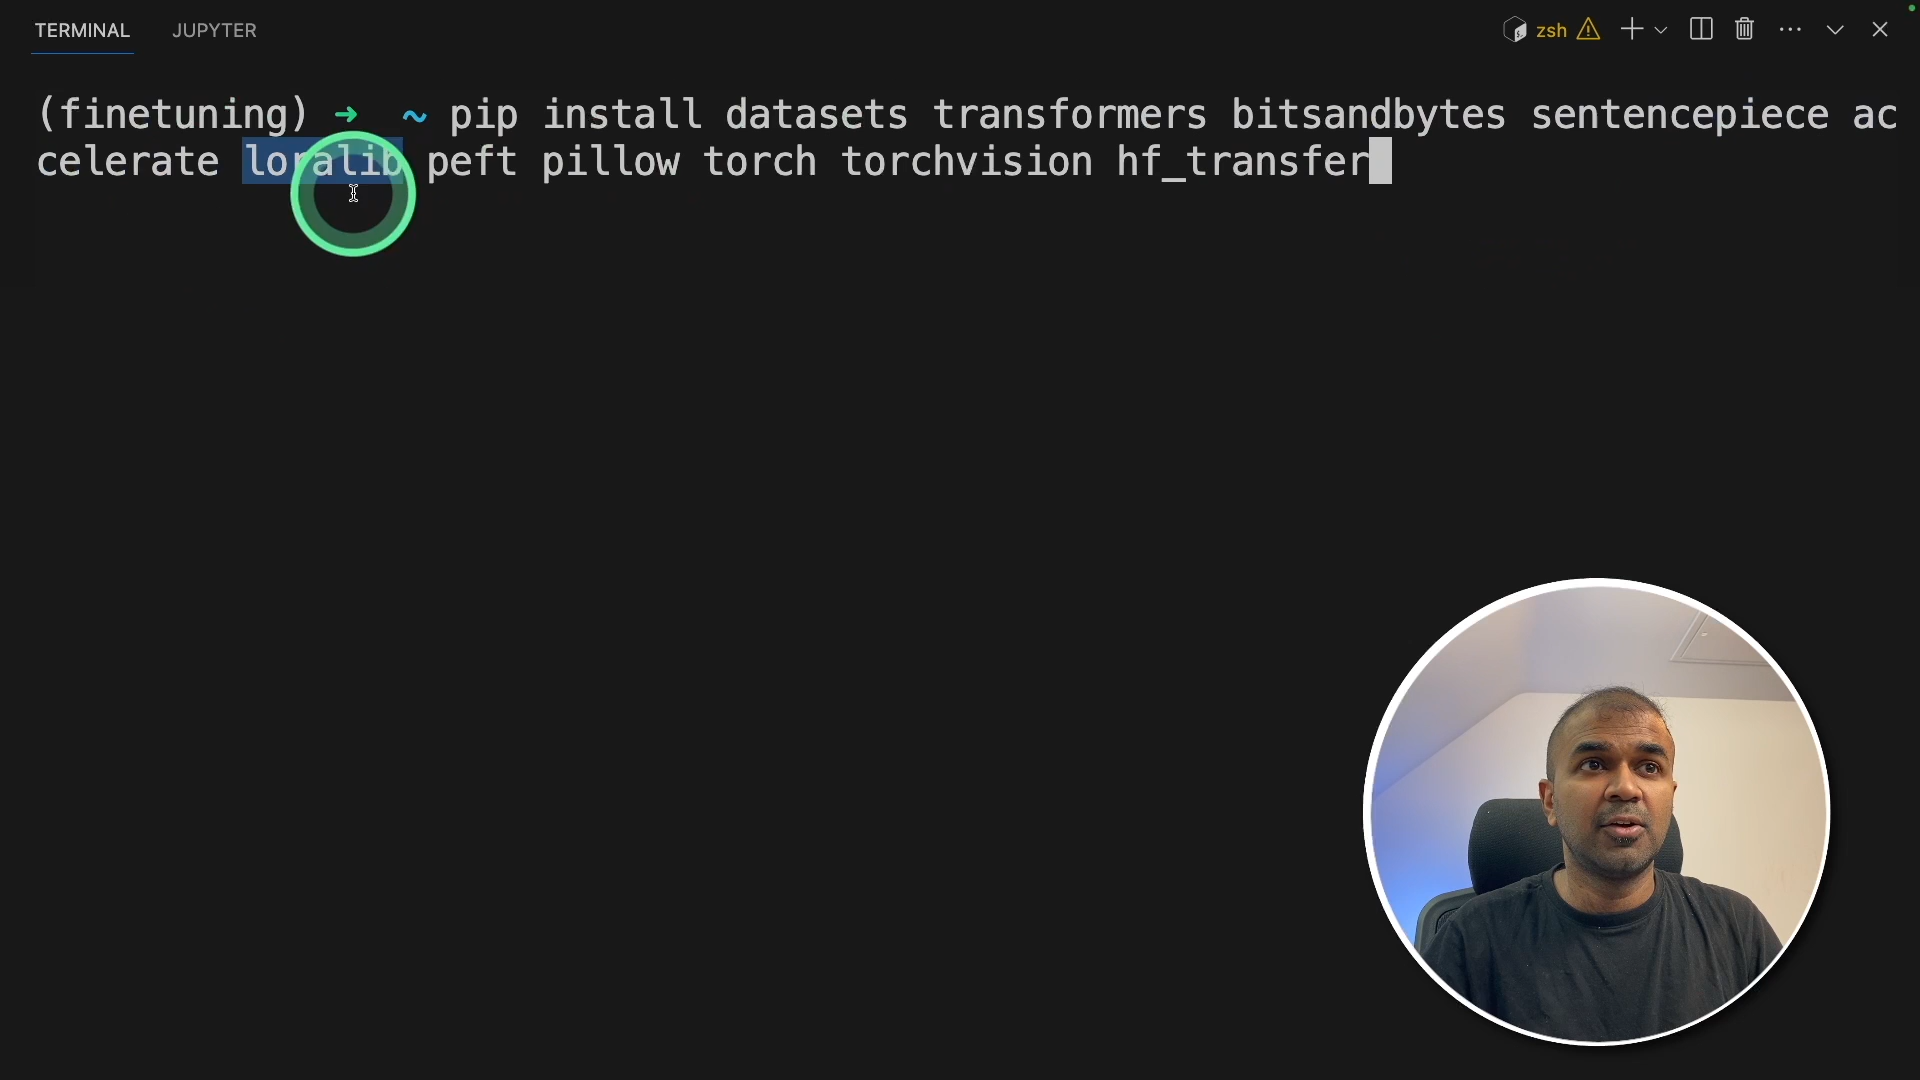 TERMINAL JUPYTER zsh
(finetuning) ➜ ~ pip install datasets transformers bitsandbytes sentencepiece ac
celerate loralib peft pillow torch torchvision hf_transfer